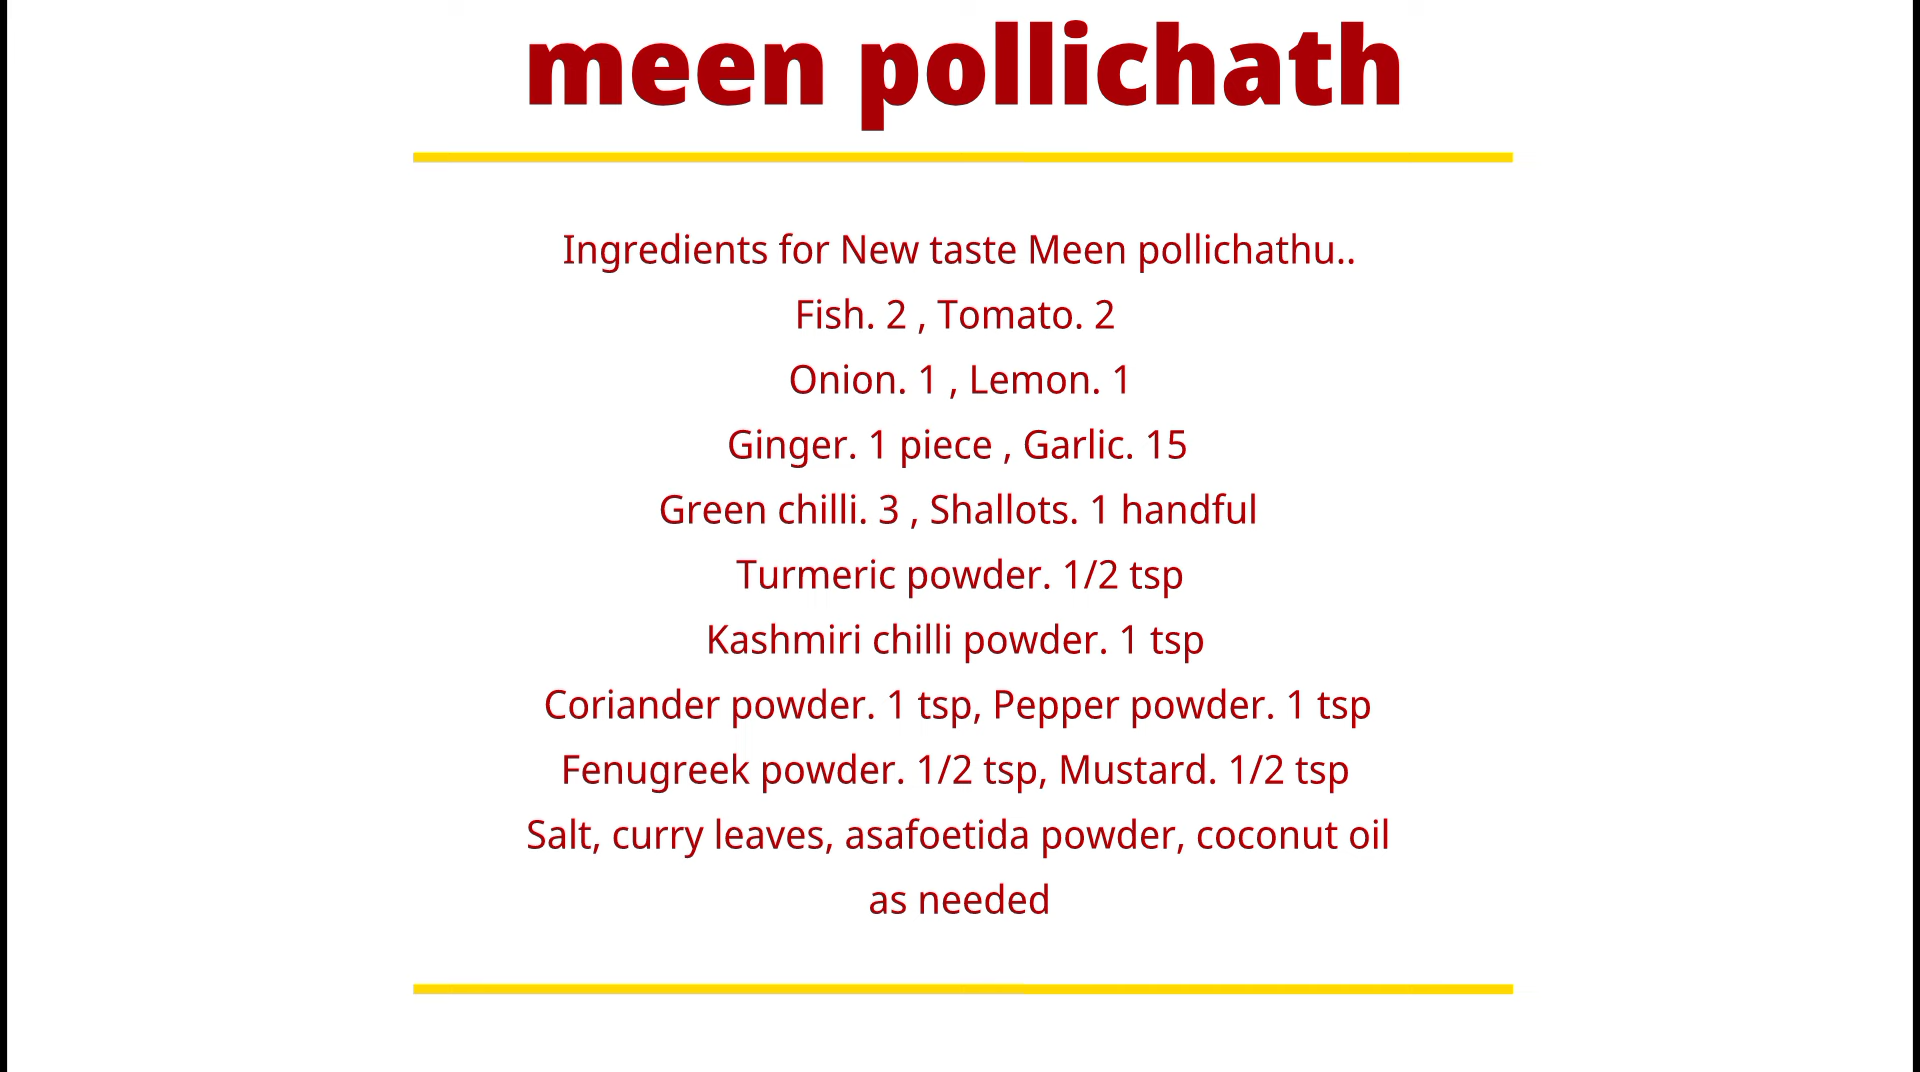 meen pollichath
Ingredients for New taste Meen pollichathu..
Fish. 2 , Tomato. 2
Onion. 1 , Lemon. 1
Ginger. 1 piece , Garlic. 15
Green chilli. 3 , Shallots. 1 handful
Turmeric powder. 1/2 tsp
Kashmiri chilli powder. 1 tsp
Coriander powder. 1 tsp, Pepper powder. 1 tsp
Fenugreek powder. 1/2 tsp, Mustard. 1/2 tsp
Salt, curry leaves, asafoetida powder, coconut oil
as needed